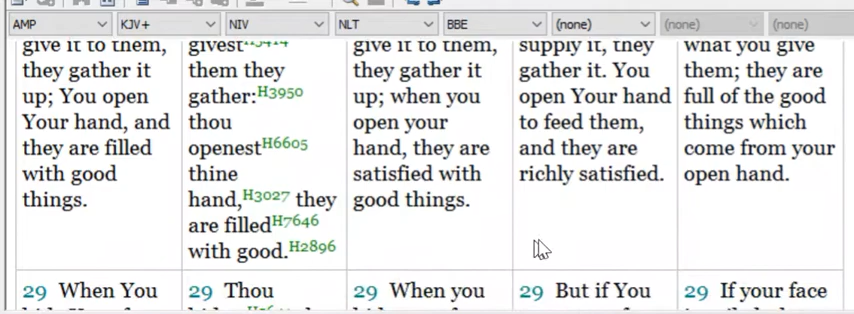 AMP KJV+ NIV NLT BBE (none) (none) (none)
give it to them,
they gather it
up; You open
Your hand, and
they are filled
with good
things.
givest
them they
gather:H3950
thou
openestH6605
thine
hand,H3027 they
are filledH7646
with good.H2896
give it to them,
they gather it
up; when you
open your
hand, they are
satisfied with
good things.
supply it, they
gather it. You
open Your hand
to feed them,
and they are
richly satisfied.
what you give
them; they are
full of the good
things which
come from your
open hand.
29 When You
29 Thou
29 When you
29 But if You
29 If your face